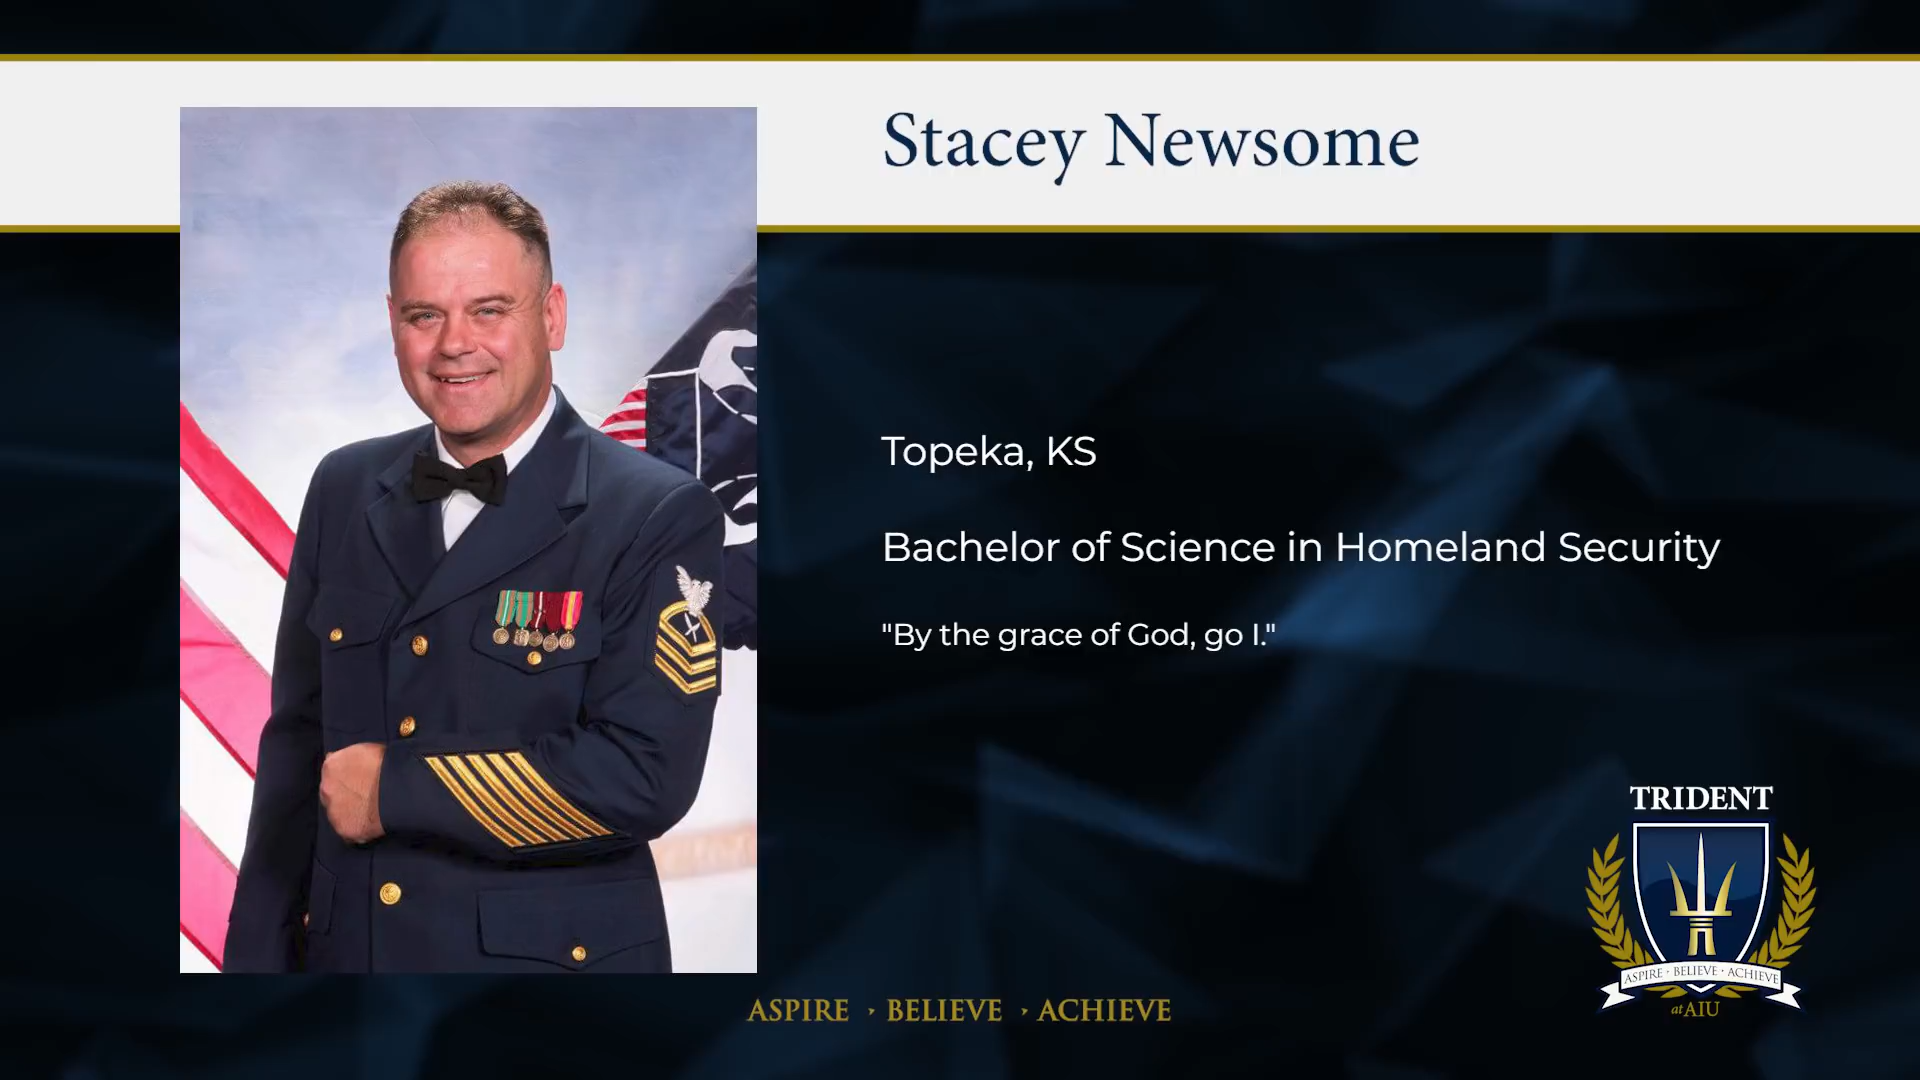 Stacey Newsome
Topeka, KS
Bachelor of Science in Homeland Security
"By the grace of God, go I."
TRIDENT
ASPIRE · BELIEVE · ACHIEVE
at AIU
ASPIRE · BELIEVE · ACHIEVE